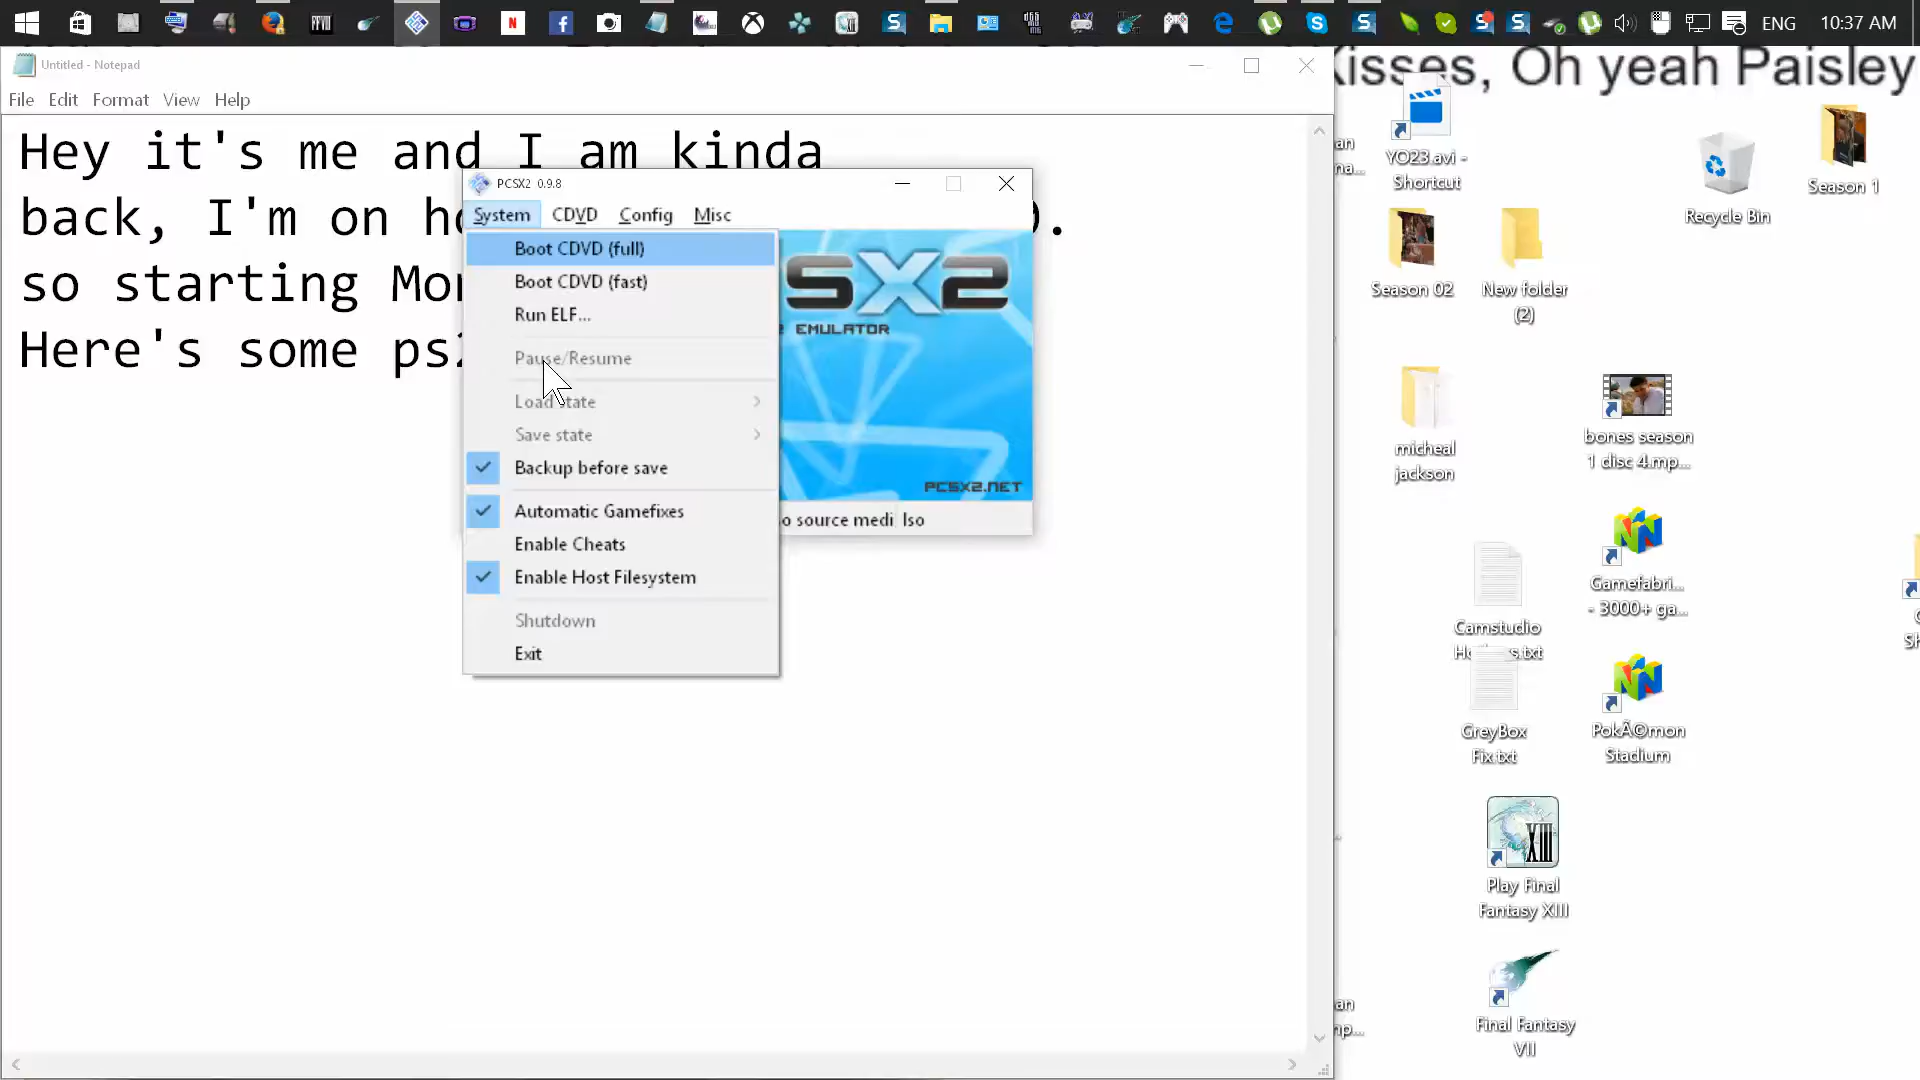 ENG
10:37 AM
Untitled - Notepad
File Edit Format View Help
Kisses, Oh yeah Paisley
Hey it's me and I am kinda
back, I'm on
so starting
Here's some
PCSX2 0.9.8
System CDVD Config Misc
Boot CDVD (full)
Boot CDVD (fast)
Run ELF...
Pause/Resume
Load state
Save state
Backup before save
Automatic Gamefixes
Enable Cheats
Enable Host Filesystem
Shutdown
Exit
SX2
EMULATOR
PCSX2.NET
source medi Iso
YO23.avi -
Shortcut
Recycle Bin
Season 1
Season 02
New folder
(2)
micheal
jackson
bones season
1 disc 4.mp...
Gamefabri...
- 3000+ ga...
Camstudio
GreyBox
Fix.txt
PokÃ©mon
Stadium
XIII
Play Final
Fantasy XIII
Final Fantasy
VII